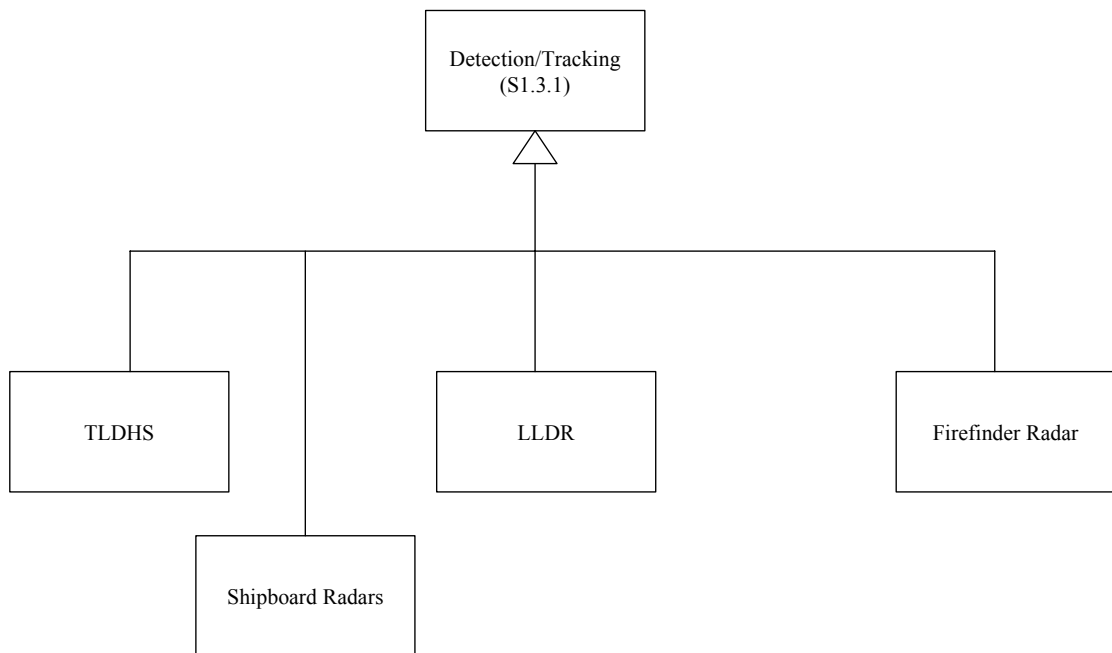 Detection/Tracking
(S1.3.1)
TLDHS
LLDR
Firefinder Radar
Shipboard Radars